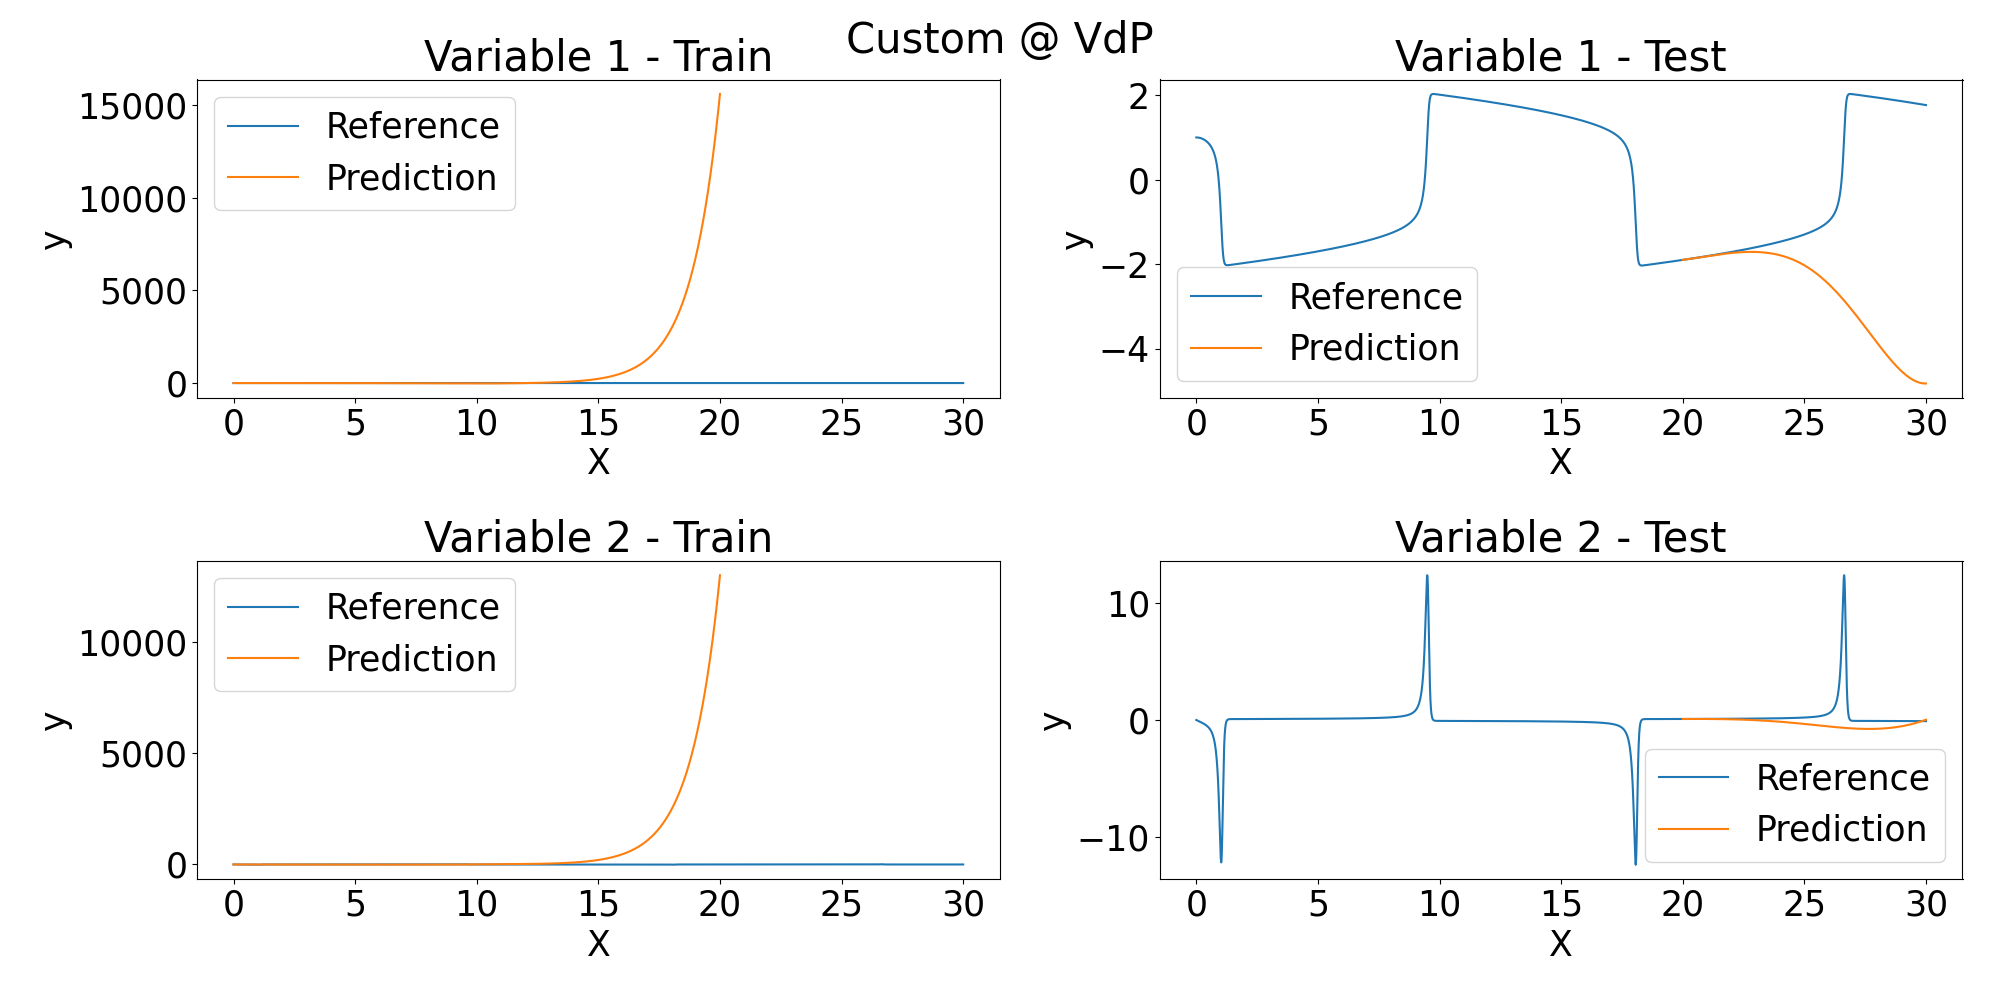 Custom @ VdP
Variable 1 - Train
15000
10000
5000
0
y
Reference
Prediction
0 5 10 15 20 25 30
X
Variable 1 - Test
2
0
−2
−4
y
Reference
Prediction
0 5 10 15 20 25 30
X
Variable 2 - Train
10000
5000
0
y
Reference
Prediction
0 5 10 15 20 25 30
X
Variable 2 - Test
10
0
−10
y
Reference
Prediction
0 5 10 15 20 25 30
X